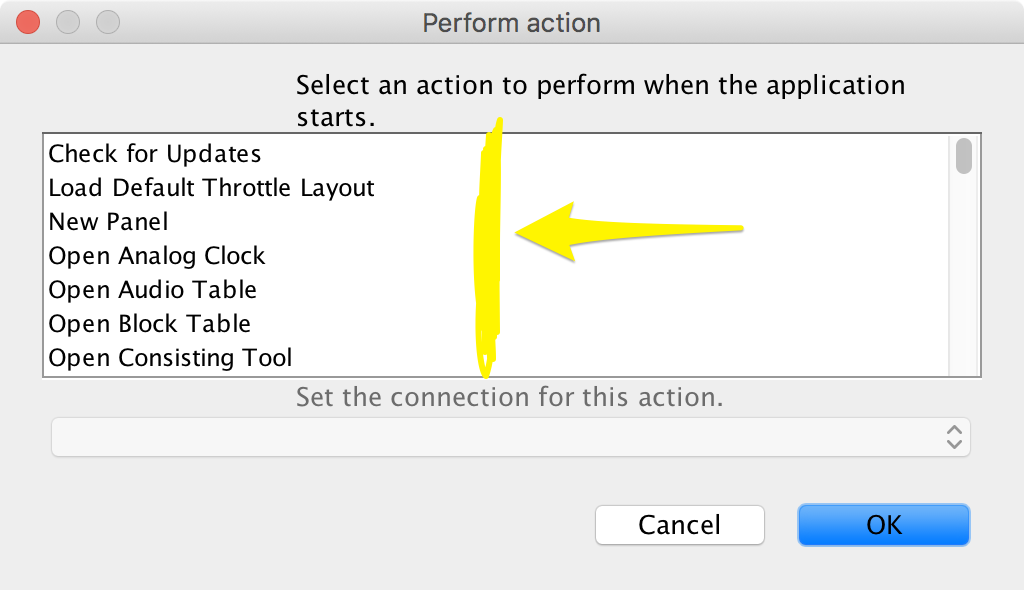 Perform action
Select an action to perform when the application
starts.
Check for Updates
Load Default Throttle Layout
New Panel
Open Analog Clock
Open Audio Table
Open Block Table
Open Consisting Tool
Set the connection for this action.
Cancel
OK